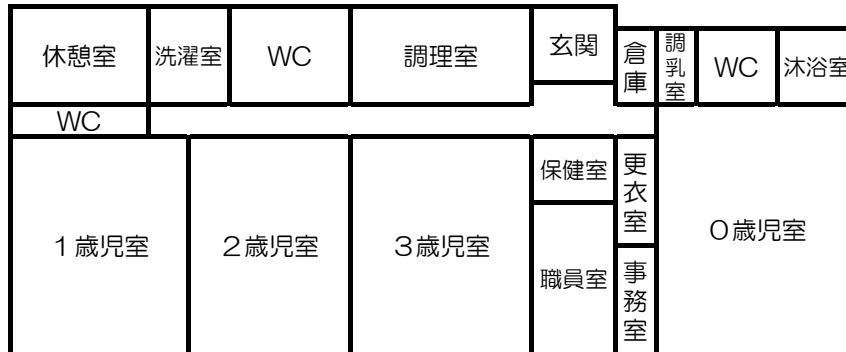 休憩室
洗濯室
WC
調理室
玄関
倉庫
調乳室
WC
沐浴室
WC
保健室
更衣室
1歳児室
2歳児室
3歳児室
0歳児室
職員室
事務室